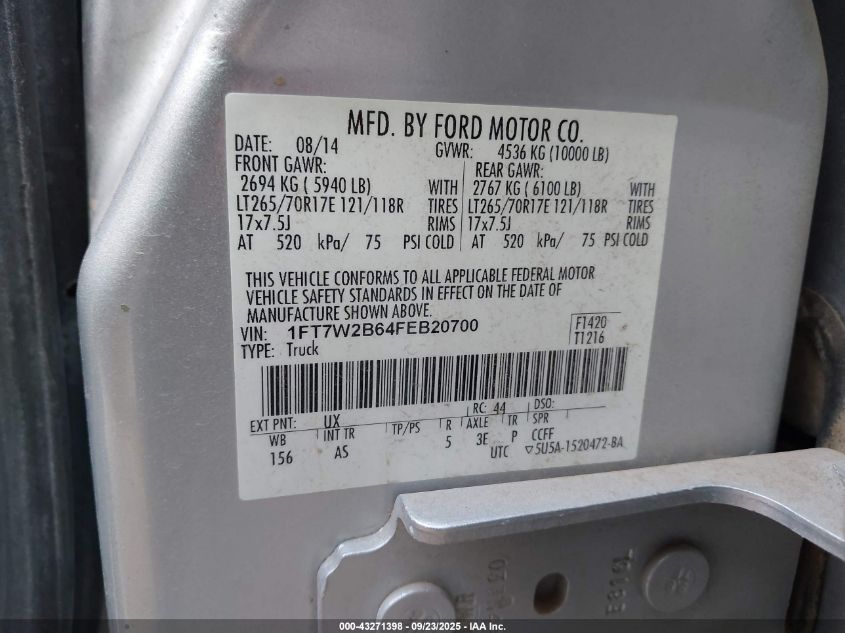 MFD. BY FORD MOTOR CO.
DATE: 08/14 GVWR: 4536 KG (10000 LB)
FRONT GAWR: REAR GAWR:
2694 KG ( 5940 LB) WITH 2767 KG ( 6100 LB) WITH
LT265/70R17E 121/118R TIRES LT265/70R17E 121/118R TIRES
17x7.5J RIMS 17x7.5J RIMS
AT 520 kPa/ 75 PSI COLD AT 520 kPa/ 75 PSI COLD
THIS VEHICLE CONFORMS TO ALL APPLICABLE FEDERAL MOTOR
VEHICLE SAFETY STANDARDS IN EFFECT ON THE DATE OF
MANUFACTURE SHOWN ABOVE.
VIN: 1FT7W2B64FEB20700 F1420
TYPE: Truck T1216
EXT PNT: UX RC: 44 DSO:
WB INT TR TP/PS R AXLE TR SPR
156 AS 5 3E P CCFF
UTC ▽5U5A-1520472-BA
000-43271398 - 09/23/2025 - IAA Inc.